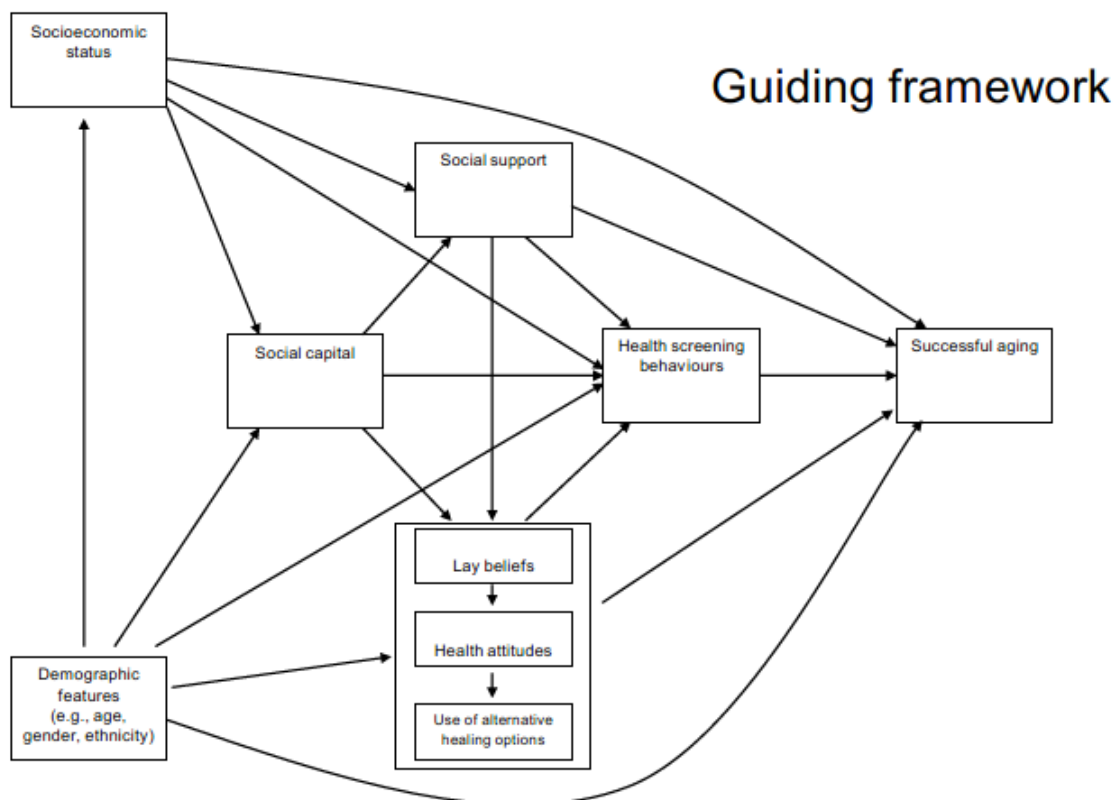 Socioeconomic
status
Guiding framework
Social support
Social capital
Health screening
behaviours
Successful aging
Lay beliefs
Health attitudes
Use of alternative
healing options
Demographic
features
(e.g., age,
gender, ethnicity)